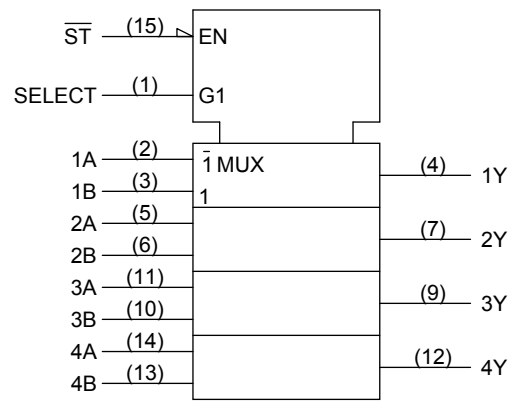 S̅T̅ (15) EN
SELECT (1) G1
1A (2) 1̅ MUX
(4) 1Y
1B (3) 1
2A (5)
(7) 2Y
2B (6)
3A (11)
(9) 3Y
3B (10)
4A (14)
(12) 4Y
4B (13)